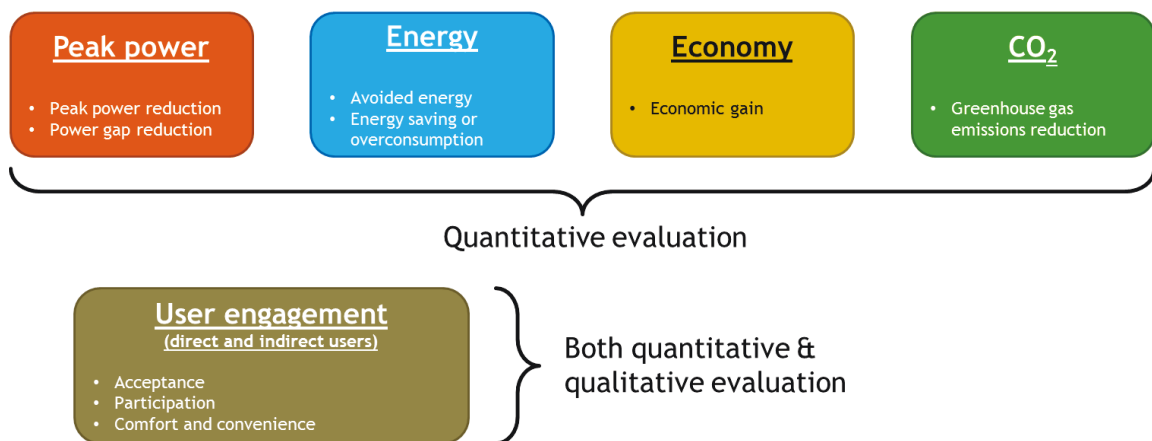 Peak power
• Peak power reduction
• Power gap reduction
Energy
• Avoided energy
• Energy saving or
overconsumption
Economy
• Economic gain
CO₂
• Greenhouse gas
emissions reduction
Quantitative evaluation
User engagement
(direct and indirect users)
• Acceptance
• Participation
• Comfort and convenience
Both quantitative &
qualitative evaluation